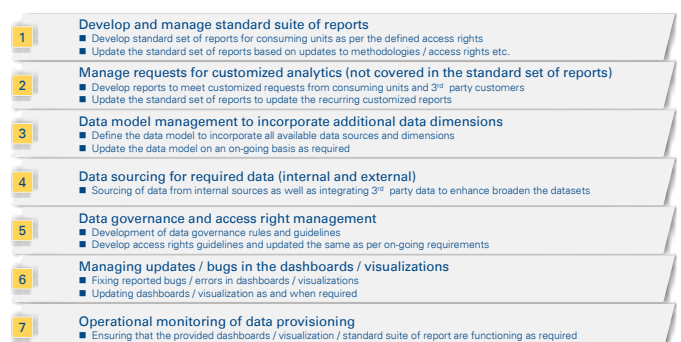 1
Develop and manage standard suite of reports
■ Develop standard set of reports for consuming units as per the defined access rights
■ Update the standard set of reports based on updates to methodologies / access rights etc.
2
Manage requests for customized analytics (not covered in the standard set of reports)
■ Develop reports to meet customized requests from consuming units and 3rd party customers
■ Update the standard set of reports to update the recurring customized reports
3
Data model management to incorporate additional data dimensions
■ Define the data model to incorporate all available data sources and dimensions
■ Update the data model on an on-going basis as required
4
Data sourcing for required data (internal and external)
■ Sourcing of data from internal sources as well as integrating 3rd party data to enhance broaden the datasets
5
Data governance and access right management
■ Development of data governance rules and guidelines
■ Develop access rights guidelines and updated the same as per on-going requirements
6
Managing updates / bugs in the dashboards / visualizations
■ Fixing reported bugs / errors in dashboards / visualizations
■ Updating dashboards / visualization as and when required
7
Operational monitoring of data provisioning
■ Ensuring that the provided dashboards / visualization / standard suite of report are functioning as required